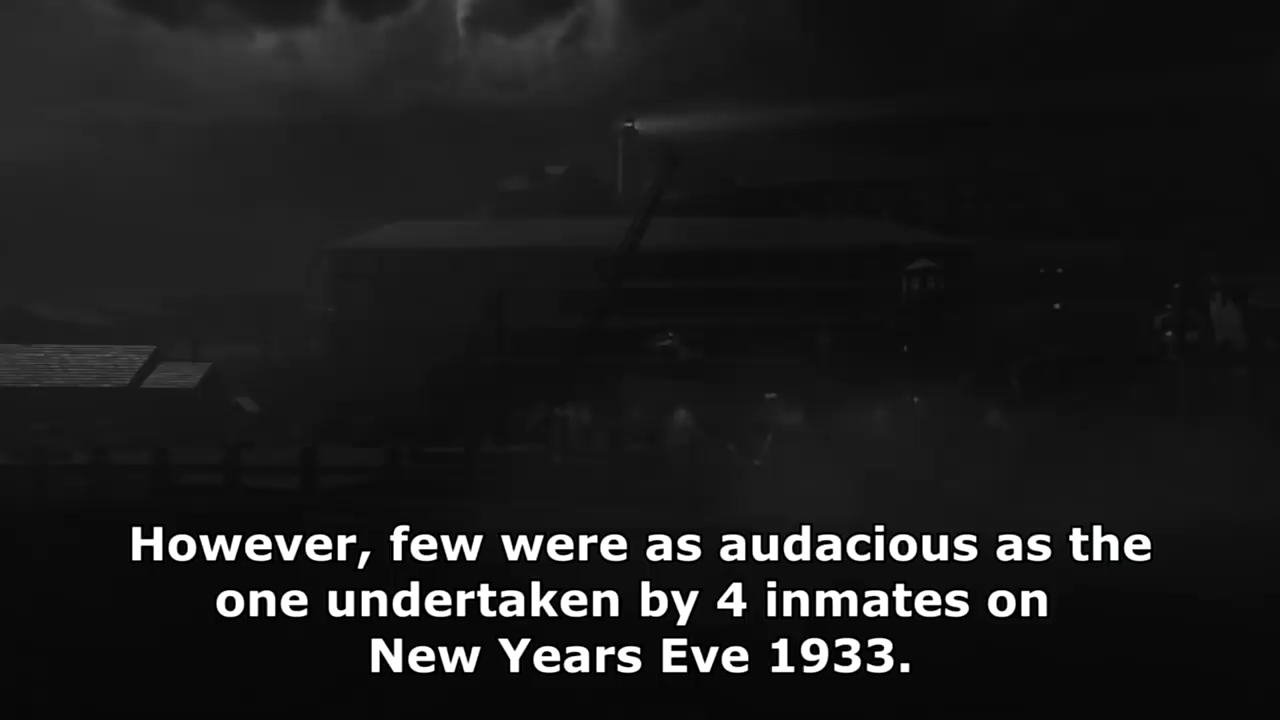 However, few were as audacious as the
one undertaken by 4 inmates on
New Years Eve 1933.